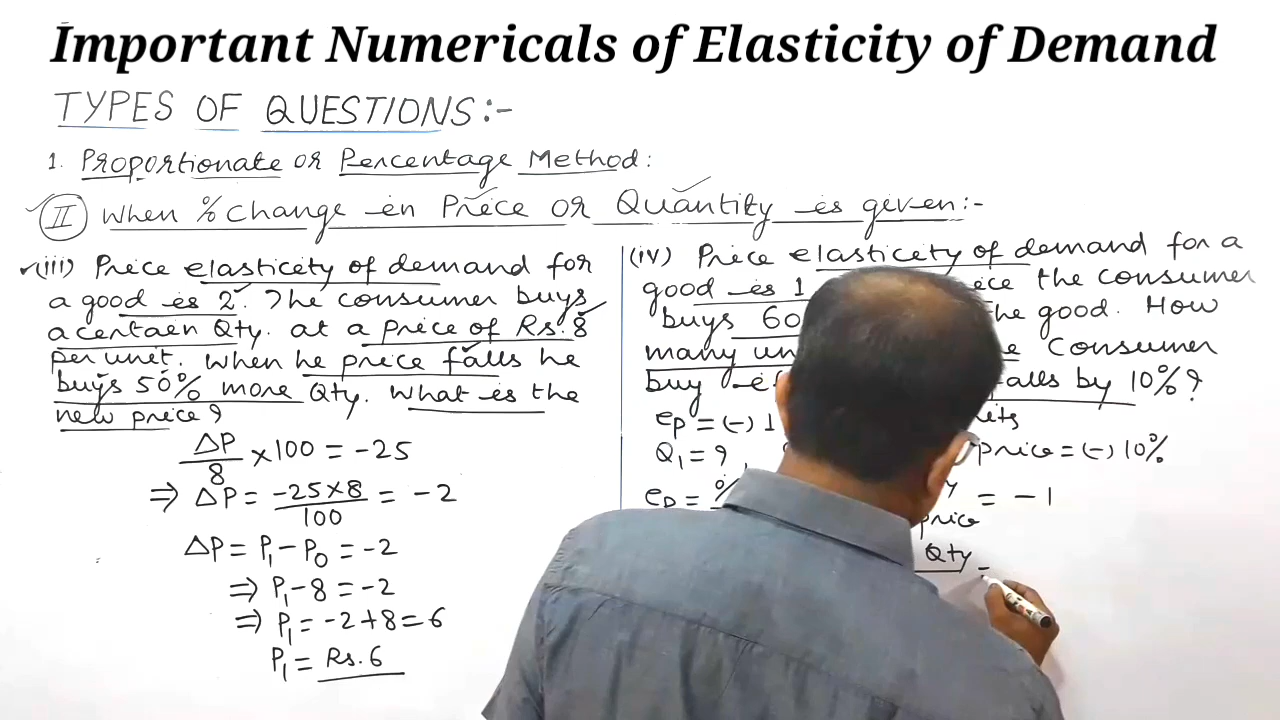 Important Numericals of Elasticity of Demand
TYPES OF QUESTIONS:-
1. Proportionate or Percentage Method:
II When % change in Price or Quantity is given:-
(iii) Price elasticity of demand for
a good is 2. The consumer buys
a certain Qty. at a price of Rs. 8
per unit. When he price falls he
buys 50% more Qty. What is the
new price?
ΔP/8 × 100 = -25
⇒ ΔP = -25×8/100 = -2
ΔP = P₁ - P₀ = -2
⇒ P₁ - 8 = -2
⇒ P₁ = -2+8 = 6
P₁ = Rs. 6
(iv) Price elasticity of demand for a
good is 1 the consumer
buys 60 the good. How
many consumer
buy falls by 10%?
eₚ = (-) 1
Q₁ = ? , price = (-) 10%
eₚ = % price = -1
Qty =